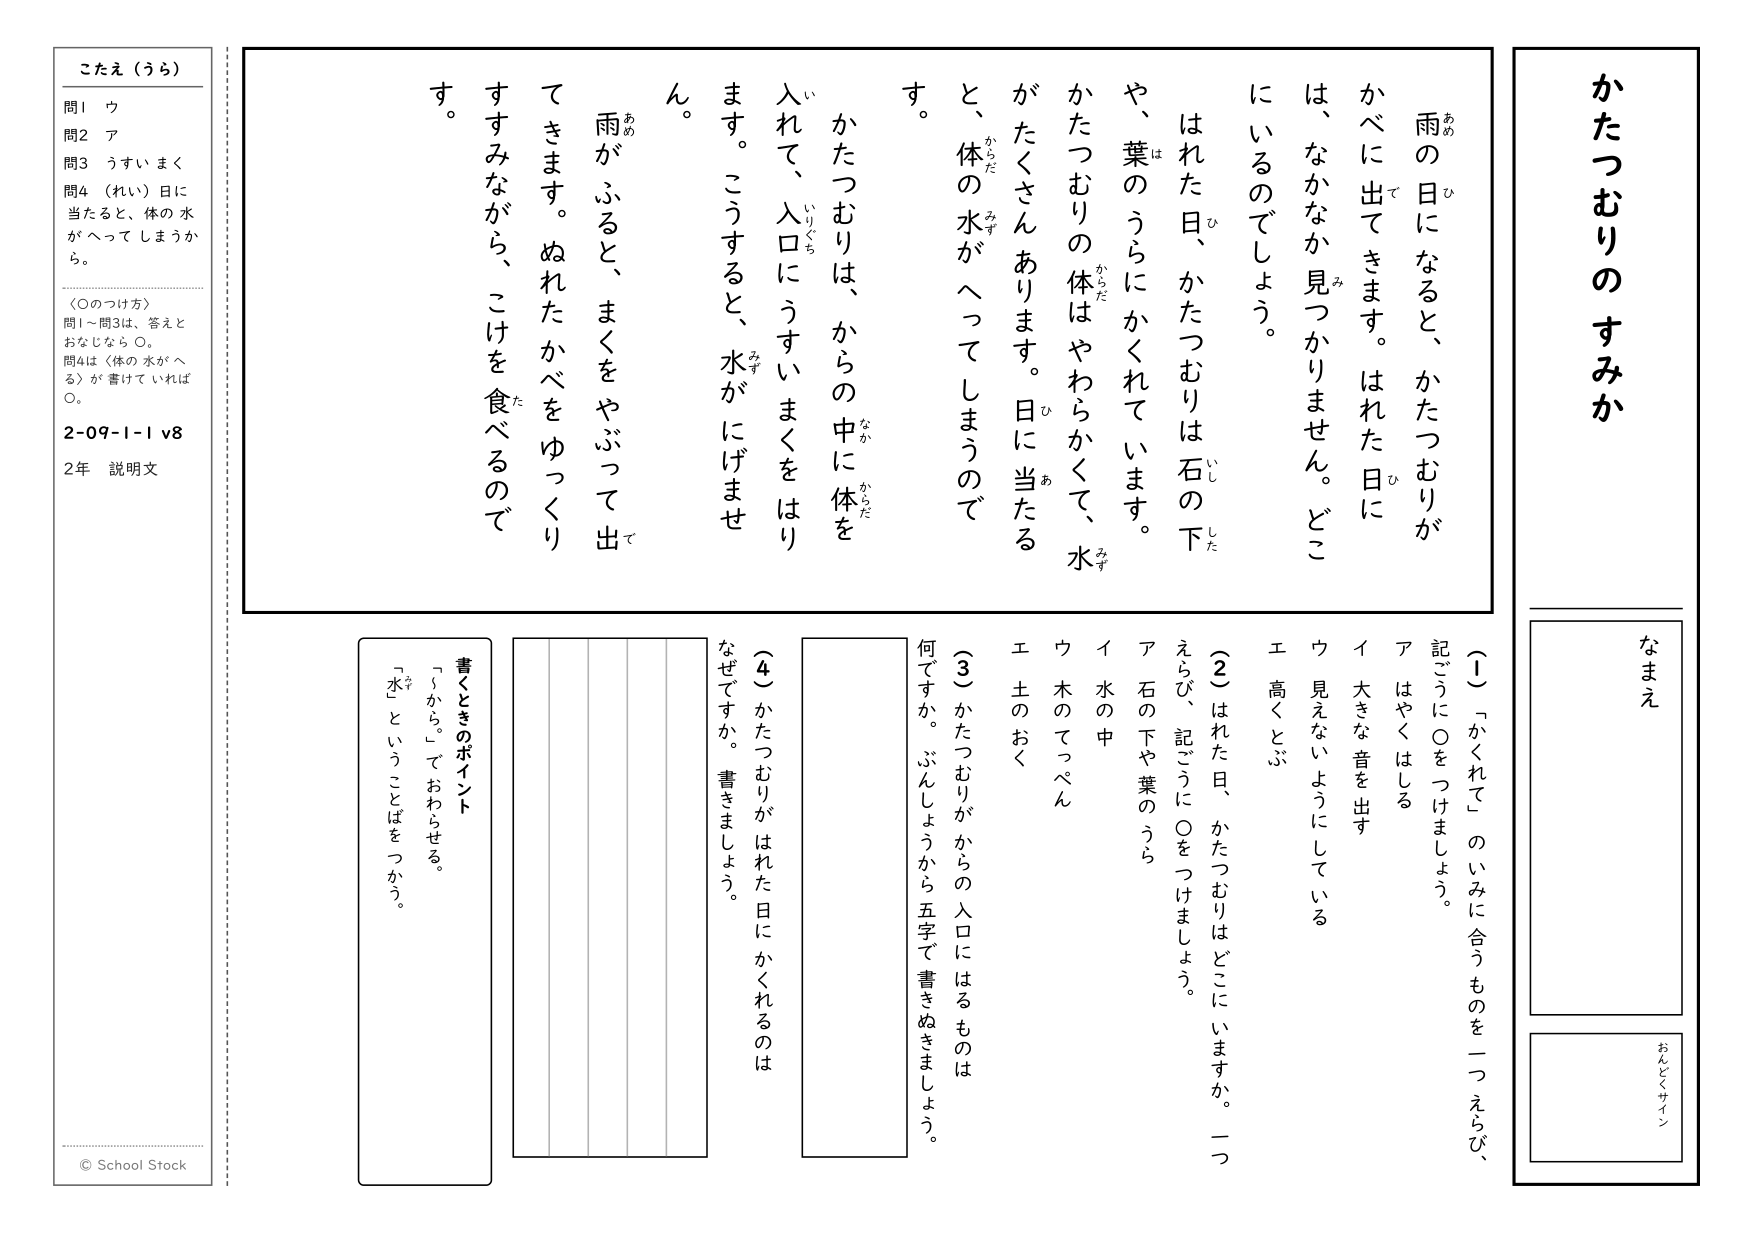 かたつむりの すみか
なまえ
おんどくサイン
雨の 日に なると、 かたつむりが
かべに 出て きます。 はれた 日に
は、 なかなか 見つかりません。 どこ
に いるのでしょう。
はれた 日、 かたつむりは 石の 下
や、 葉の うらに かくれて います。
かたつむりの 体は やわらかくて、 水
が たくさん あります。 日に 当たる
と、 体の 水が へって しまうので
す。
かたつむりは、 からの 中に 体を
入れて、 入口に うすい まくを はり
ます。 こうすると、 水が にげませ
ん。
雨が ふると、 まくを やぶって 出
て きます。 ぬれた かべを ゆっくり
すすみながら、 こけを 食べるので
す。
(1) 「かくれて」 の いみに 合う ものを 一つ えらび、
記ごうに ○を つけましょう。
ア はやく はしる
イ 大きな 音を 出す
ウ 見えない ように して いる
エ 高く とぶ
(2) はれた 日、 かたつむりは どこに いますか。 一つ
えらび、 記ごうに ○を つけましょう。
ア 石の 下や 葉の うら
イ 水の 中
ウ 木の てっぺん
エ 土の おく
(3) かたつむりが からの 入口に はる ものは
何ですか。 ぶんしょうから 五字で 書きぬきましょう。
(4) かたつむりが はれた 日に かくれるのは
なぜですか。 書きましょう。
書くときのポイント
「〜から。」で おわらせる。
「水」と いう ことばを つかう。
こたえ（うら）
問1 ウ
問2 ア
問3 うすい まく
問4 （れい）日に
当たると、体の 水
が へって しまうか
ら。
〈○のつけ方〉
問1〜問3は、答えと
おなじなら ○。
問4は〈体の 水が へ
る〉が 書けて いれば
○。
2-09-1-1 v8
2年 説明文
© School Stock